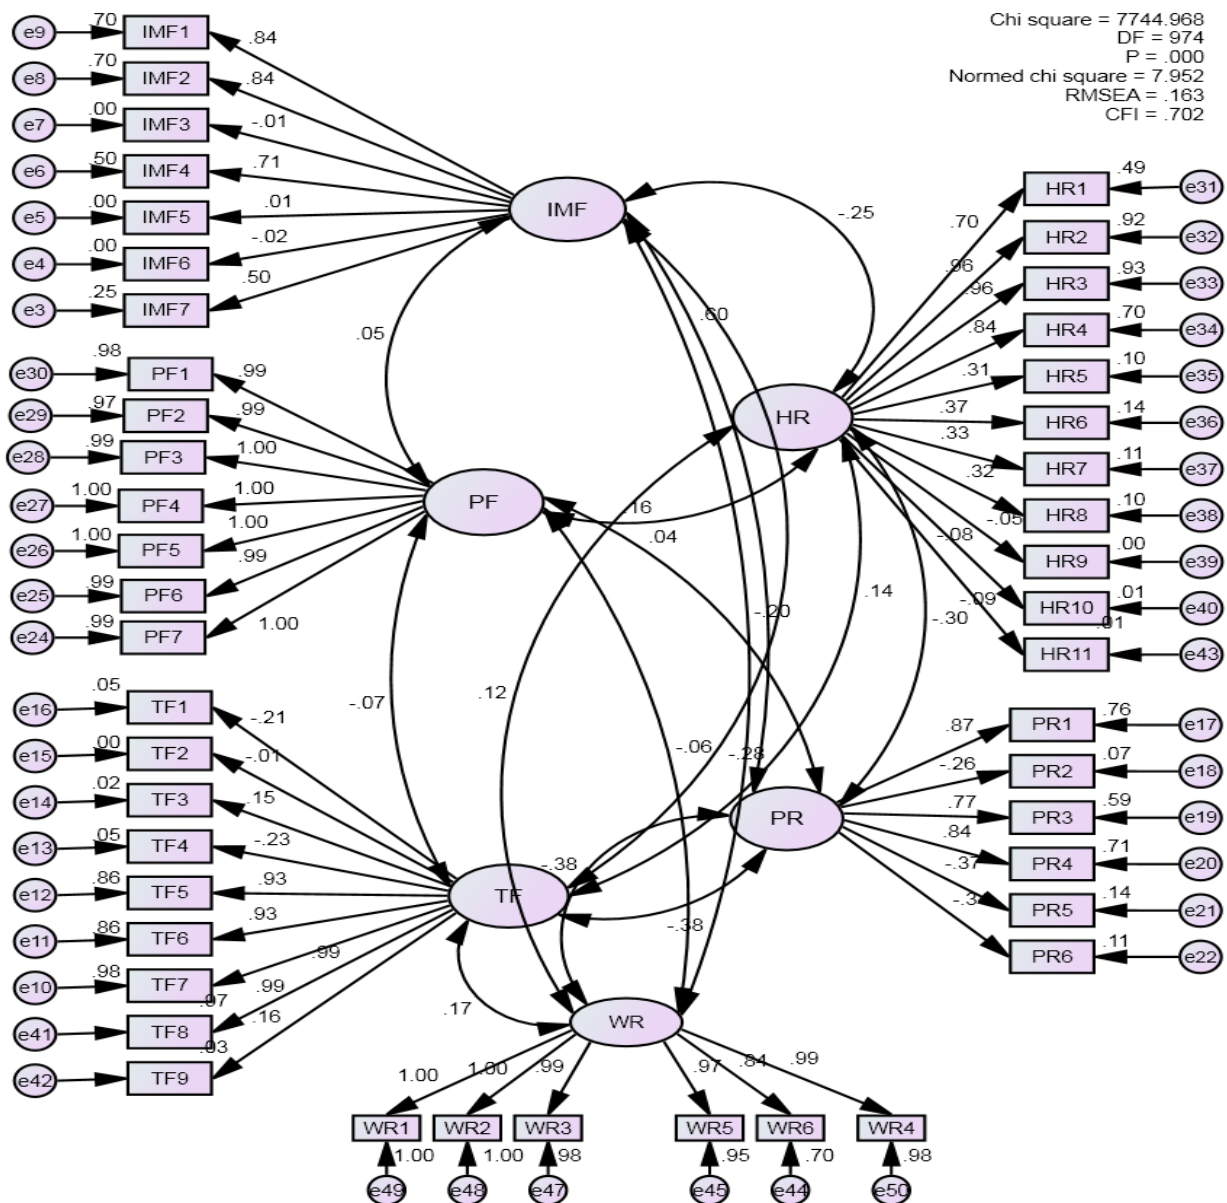 Chi square = 7744.968
DF = 974
P = .000
Normed chi square = 7.952
RMSEA = .163
CFI = .702
e9 .70 IMF1 .84
e8 .70 IMF2 .84
e7 .00 IMF3 -.01
e6 .50 IMF4 .71
e5 .00 IMF5 .01
e4 .00 IMF6 -.02
e3 .25 IMF7 .50
IMF
-.25
.05
.60
e30 .98 PF1 .99
e29 .97 PF2 .99
e28 .99 PF3 1.00
e27 1.00 PF4 1.00
e26 1.00 PF5 1.00
e25 .99 PF6 .99
e24 .99 PF7 1.00
PF
16
.04
HR
.70 HR1 .49 e31
.96 HR2 .92 e32
.96 HR3 .93 e33
.84 HR4 .70 e34
.31 HR5 .10 e35
.37 HR6 .14 e36
.33 HR7 .11 e37
.32 HR8 .10 e38
-.05 HR9 .00 e39
-.08 HR10 .01 e40
-.09 HR11 .01 e43
-.30
.14
-.20
-.07
.12
-.06
-.28
e16 .05 TF1 -.21
e15 .00 TF2 -.01
e14 .02 TF3 .15
e13 .05 TF4 -.23
e12 .86 TF5 .93
e11 .86 TF6 .93
e10 .98 TF7 .99
e41 .97 TF8 .99
e42 .03 TF9 .16
TF
-.38
-.38
.17
PR
.87 PR1 .76 e17
-.26 PR2 .07 e18
.77 PR3 .59 e19
.84 PR4 .71 e20
-.37 PR5 .14 e21
PR6 .11 e22
WR
1.00 1.00 .99 .97 .84 .99
WR1 WR2 WR3 WR5 WR6 WR4
1.00 1.00 .98 .95 .70 .98
e49 e48 e47 e45 e44 e50